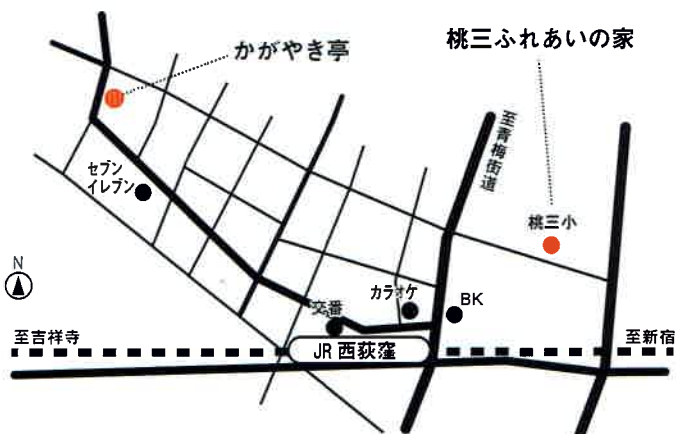 かがやき亭
桃三ふれあいの家
至青梅街道
セブン
イレブン
桃三小
N
カラオケ
BK
交番
至吉祥寺
至新宿
JR 西荻窪